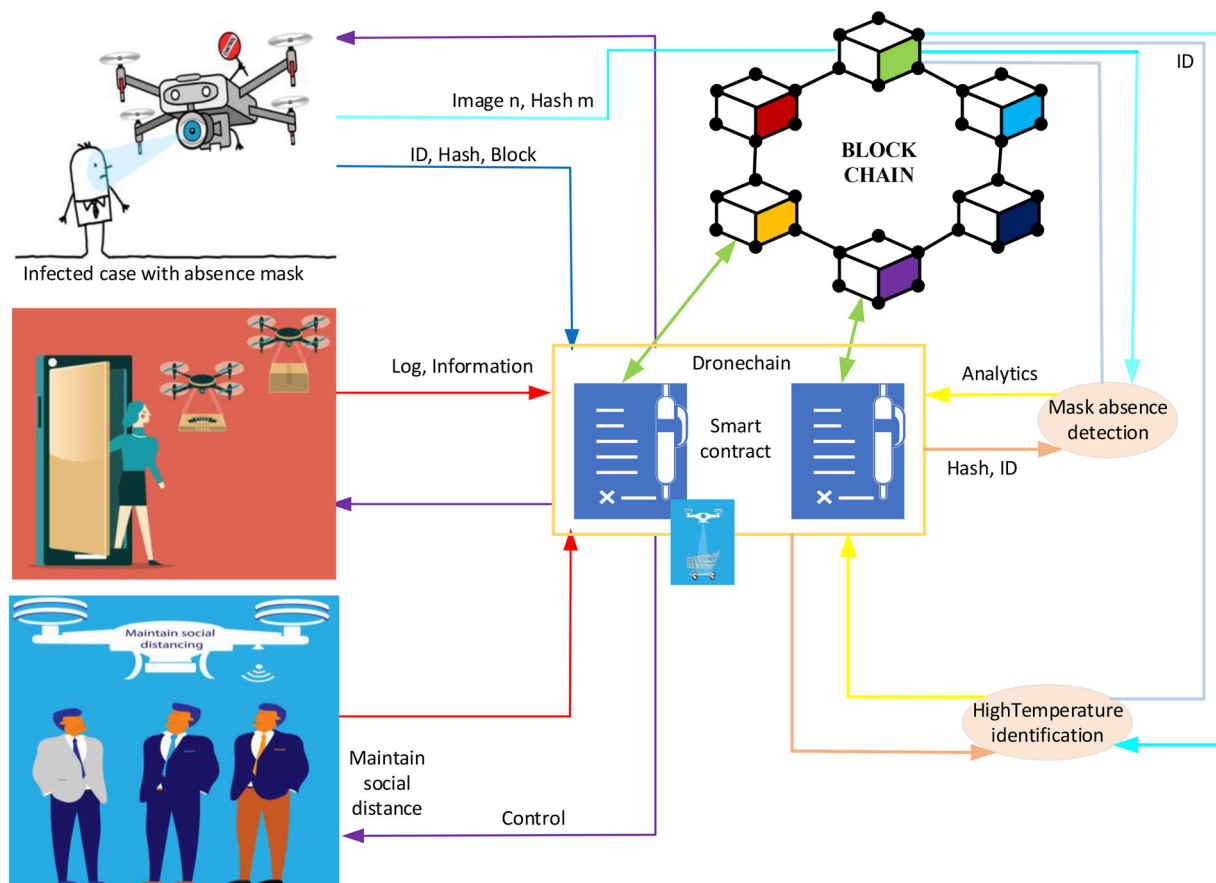 CONTROL
ID
Image n, Hash m
ID, Hash, Block
BLOCK
CHAIN
Infected case with absence mask
Log, Information
Dronechain
Smart
contract
Analytics
Mask absence
detection
Hash, ID
Maintain social
distancing
HighTemperature
identification
Maintain
social
distance
Control